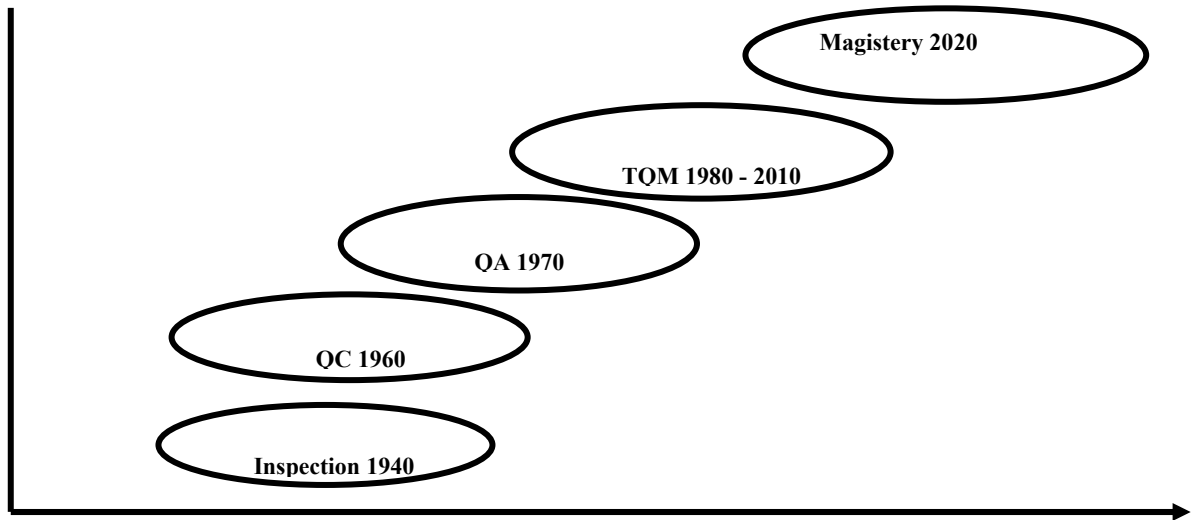 Magistery 2020
TQM 1980 - 2010
QA 1970
QC 1960
Inspection 1940